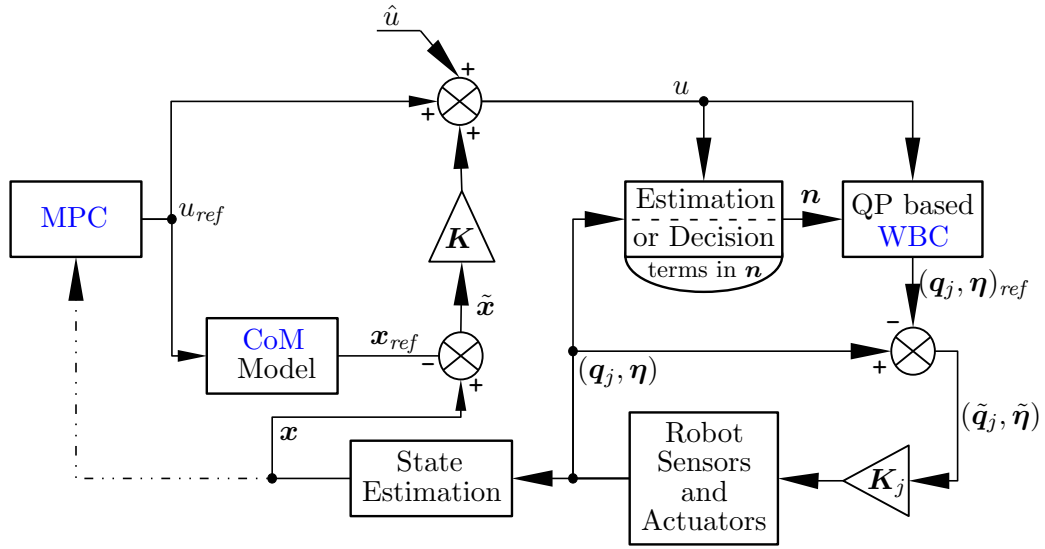 û
+
u
+
+
MPC
u_ref
K
Estimation
or Decision
terms in n
n
QP based
WBC
(q_j, η)_ref
x̃
CoM
Model
x_ref
-
+
-
+
(q_j, η)
(q̃_j, η̃)
x
State
Estimation
Robot
Sensors
and
Actuators
K_j